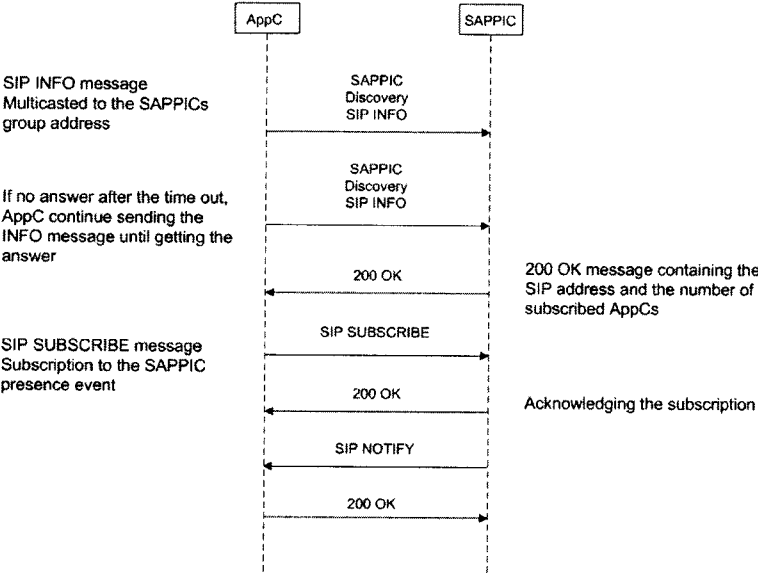 AppC
SAPPIC
SIP INFO message
Multicasted to the SAPPICs
group address
SAPPIC
Discovery
SIP INFO
If no answer after the time out,
AppC continue sending the
INFO message until getting the
answer
SAPPIC
Discovery
SIP INFO
200 OK
200 OK message containing the
SIP address and the number of
subscribed AppCs
SIP SUBSCRIBE message
Subscription to the SAPPIC
presence event
SIP SUBSCRIBE
200 OK
Acknowledging the subscription
SIP NOTIFY
200 OK